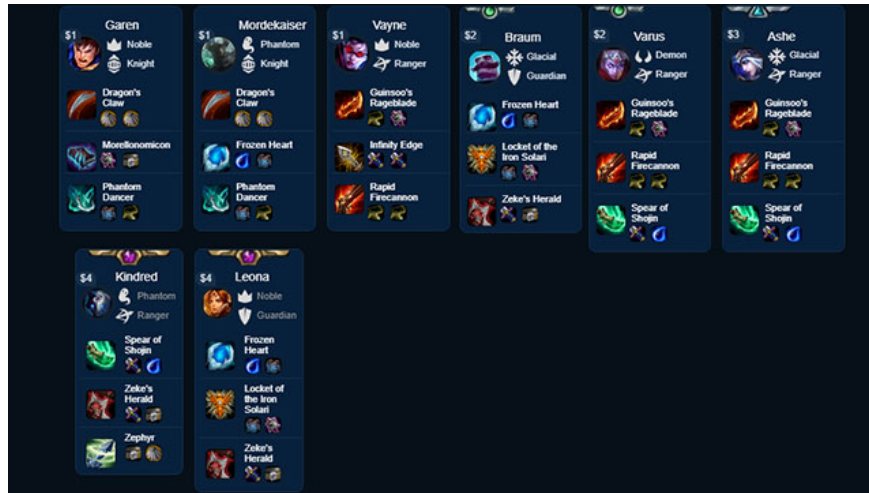 Garen
$1
Noble
Knight
Dragon's
Claw
Morellonomicon
Phantom
Dancer
Mordekaiser
$1
Phantom
Knight
Dragon's
Claw
Frozen Heart
Phantom
Dancer
Vayne
$1
Noble
Ranger
Guinsoo's
Rageblade
Infinity Edge
Rapid
Firecannon
$2
Braum
Glacial
Guardian
Frozen Heart
Locket of the
Iron Solari
Zeke's Herald
$2
Varus
Demon
Ranger
Guinsoo's
Rageblade
Rapid
Firecannon
Spear of
Shojin
$3
Ashe
Glacial
Ranger
Guinsoo's
Rageblade
Rapid
Firecannon
Spear of
Shojin
$4
Kindred
Phantom
Ranger
Spear of
Shojin
Zeke's
Herald
Zephyr
$4
Leona
Noble
Guardian
Frozen
Heart
Locket of
the Iron
Solari
Zeke's
Herald